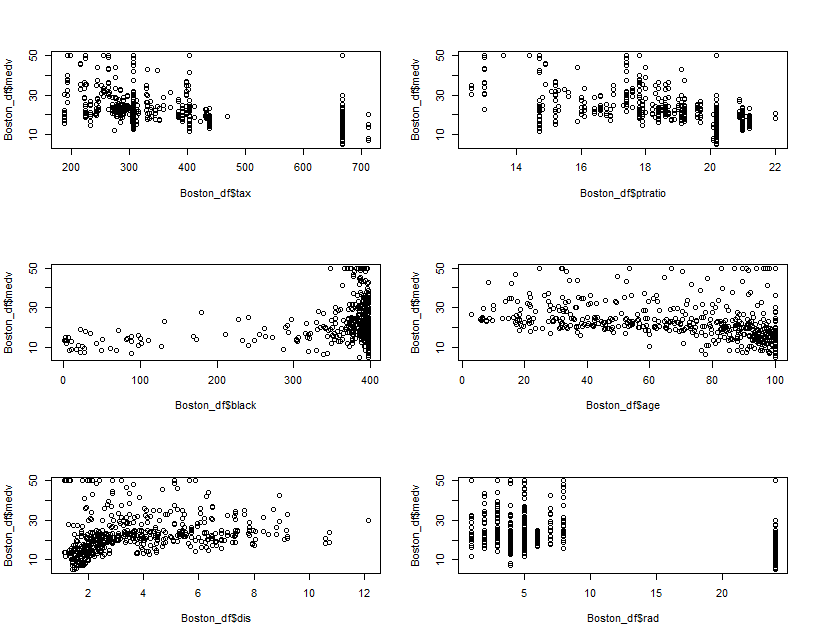 Boston_df$medv
50
30
10
200 300 400 500 600 700
Boston_df$tax
Boston_df$medv
50
30
10
14 16 18 20 22
Boston_df$ptratio
Boston_df$medv
50
30
10
0 100 200 300 400
Boston_df$black
Boston_df$medv
50
30
10
0 20 40 60 80 100
Boston_df$age
Boston_df$medv
50
30
10
2 4 6 8 10 12
Boston_df$dis
Boston_df$medv
50
30
10
5 10 15 20
Boston_df$rad